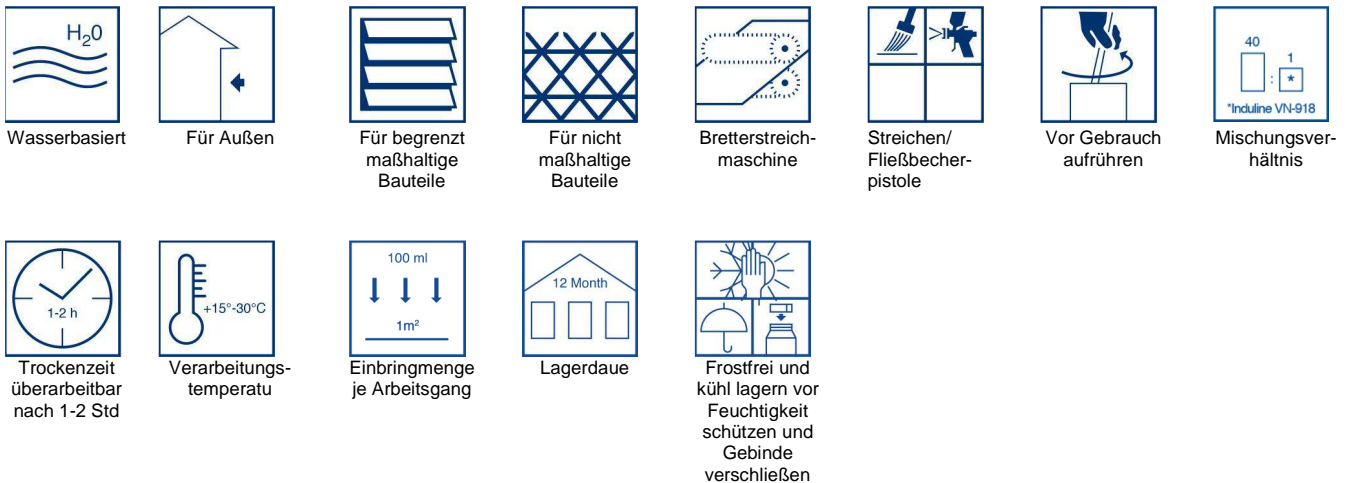 H₂0
Wasserbasiert
Für Außen
Für begrenzt
maßhaltige
Bauteile
Für nicht
maßhaltige
Bauteile
Bretterstreich-
maschine
Streichen/
Fließbecher-
pistole
Vor Gebrauch
aufrühren
40
1
: *
*Induline VN-918
Mischungsver-
hältnis
1-2 h
Trockenzeit
überarbeitbar
nach 1-2 Std
+15°-30°C
Verarbeitungs-
temperatu
100 ml
1m²
Einbringmenge
je Arbeitsgang
12 Month
Lagerdaue
Frostfrei und
kühl lagern vor
Feuchtigkeit
schützen und
Gebinde
verschließen